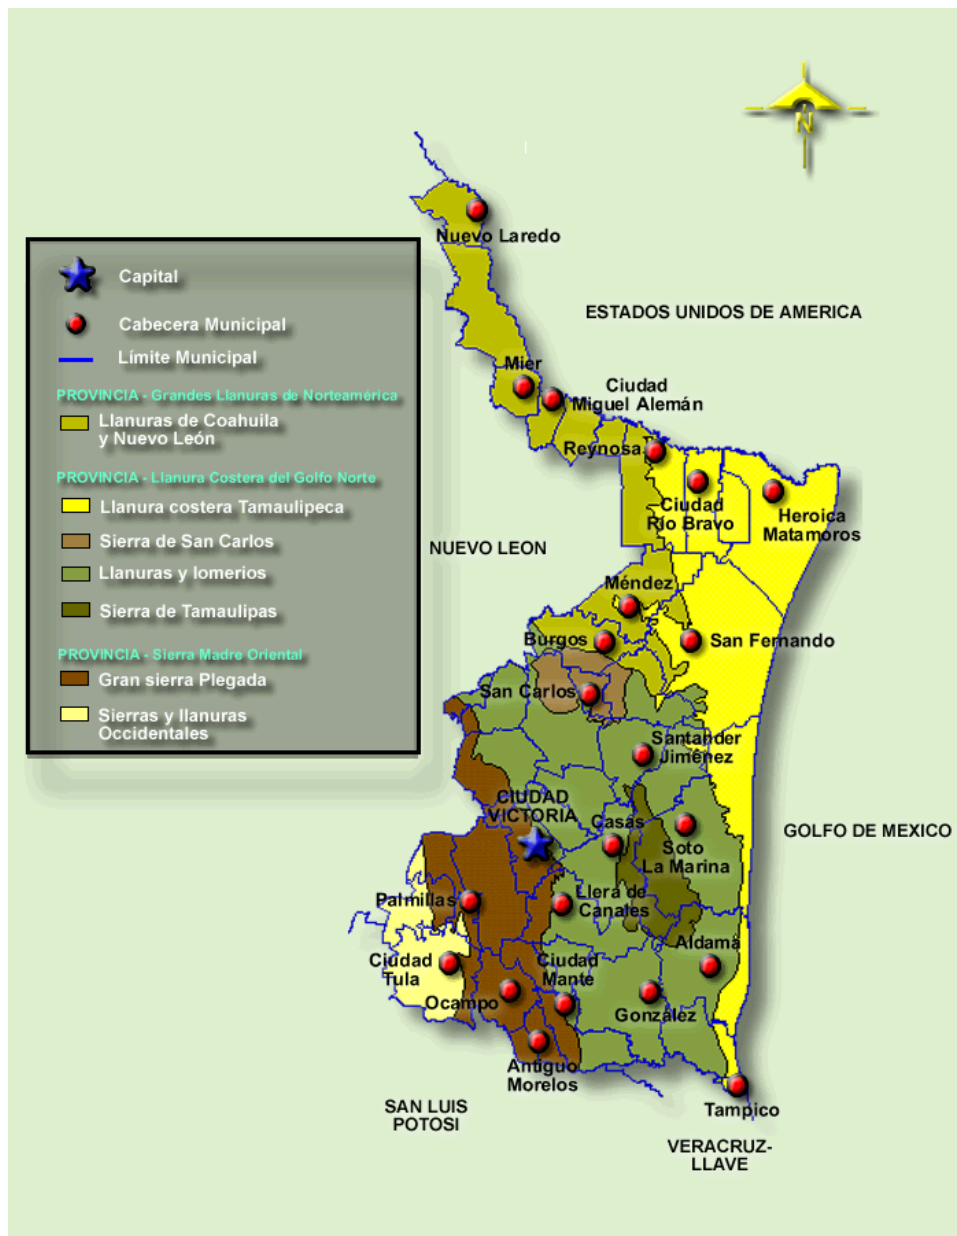 N
Nuevo Laredo
Capital
Cabecera Municipal
Límite Municipal
PROVINCIA - Grandes Llanuras de Norteamérica
Llanuras de Coahuila
y Nuevo León
PROVINCIA - Llanura Costera del Golfo Norte
Llanura costera Tamaulipeca
Sierra de San Carlos
Llanuras y lomerios
Sierra de Tamaulipas
PROVINCIA - Sierra Madre Oriental
Gran sierra Plegada
Sierras y llanuras
Occidentales
ESTADOS UNIDOS DE AMERICA
Mier
Ciudad
Miguel Alemán
Reynosa
Ciudad
Río Bravo
Heroica
Matamoros
NUEVO LEON
Méndez
Burgos
San Fernando
San Carlos
Santander
Jiménez
CIUDAD
VICTORIA
Casas
Soto
La Marina
GOLFO DE MEXICO
Palmillas
Llera de
Canales
Aldama
Ciudad
Tula
Ciudad
Mante
Ocampo
González
Antiguo
Morelos
SAN LUIS
POTOSI
Tampico
VERACRUZ-
LLAVE